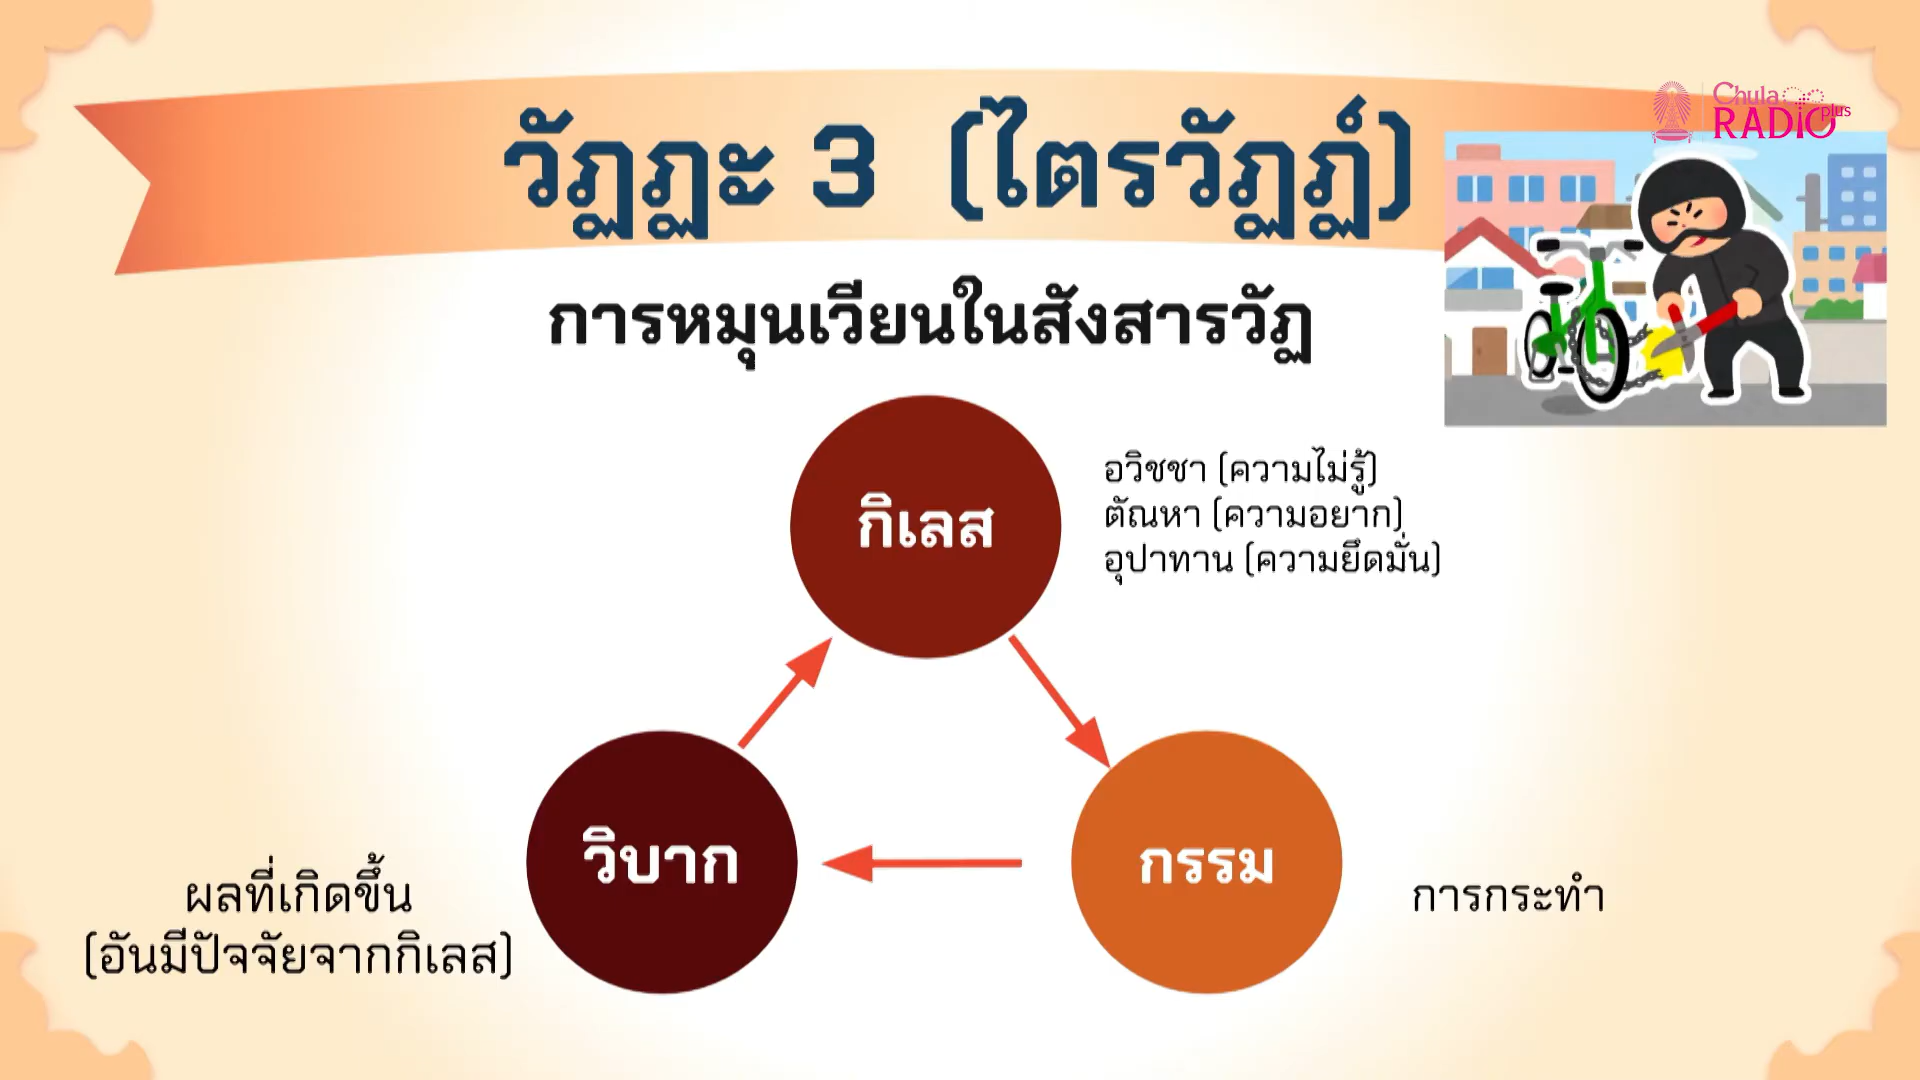 วัฏฏะ 3 (ไตรวัฏฏ์)
Chula
RADIO plus
การหมุนเวียนในสังสารวัฏ
กิเลส
อวิชชา (ความไม่รู้)
ตัณหา (ความอยาก)
อุปาทาน (ความยึดมั่น)
วิบาก
กรรม
ผลที่เกิดขึ้น
(อันมีปัจจัยจากกิเลส)
การกระทำ